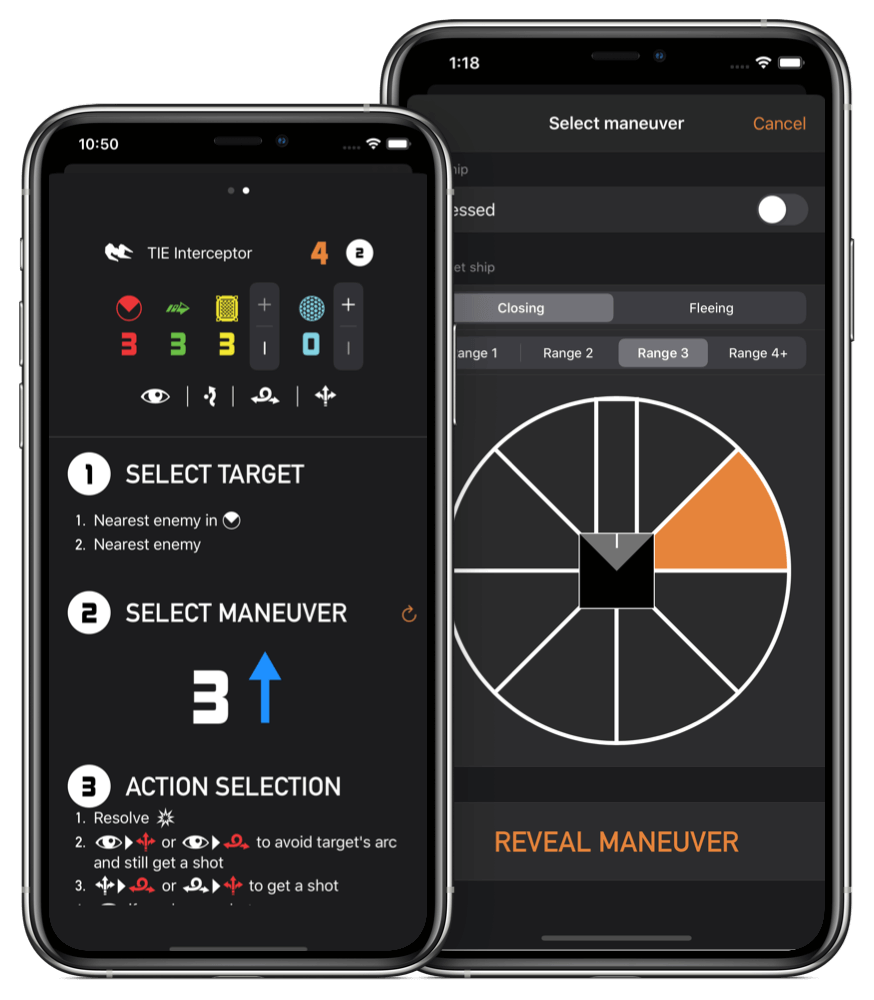 10:50
TIE Interceptor 4 2
3 3 3 0
1 SELECT TARGET
1. Nearest enemy in
2. Nearest enemy
2 SELECT MANEUVER
3
3 ACTION SELECTION
1. Resolve
2. or to avoid target's arc
and still get a shot
3. or to get a shot
1:18
Select maneuver Cancel
ship
essed
et ship
Closing Fleeing
ange 1 Range 2 Range 3 Range 4+
REVEAL MANEUVER